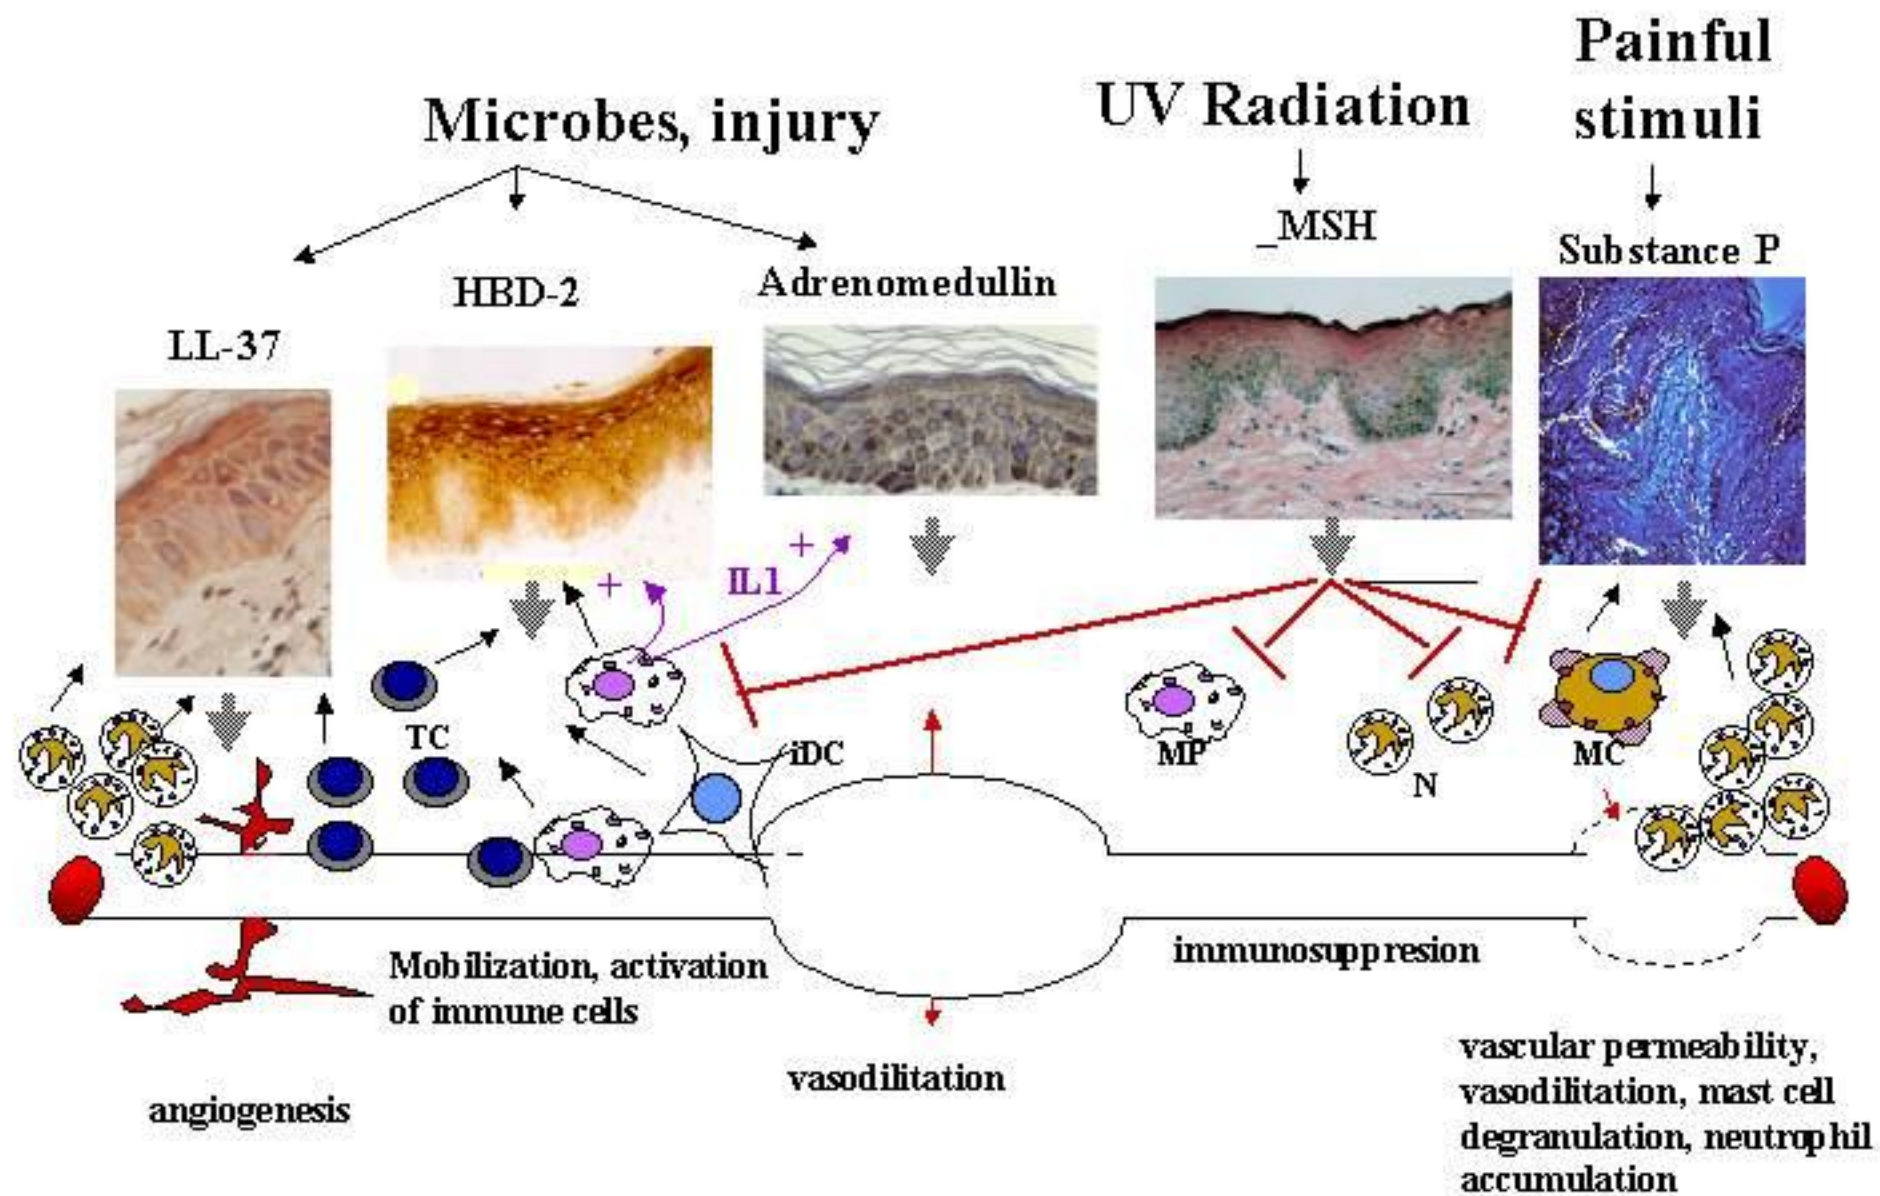 Painful
stimuli
UV Radiation
Microbes, injury
_MSH
Substance P
Adrenomedullin
HBD-2
LL-37
+
+
IL1
TC
iDC
MP
N
MC
immunosuppresion
Mobilization, activation
of immune cells
vasodilitation
angiogenesis
vascular permeability,
vasodilitation, mast cell
degranulation, neutrophil
accumulation